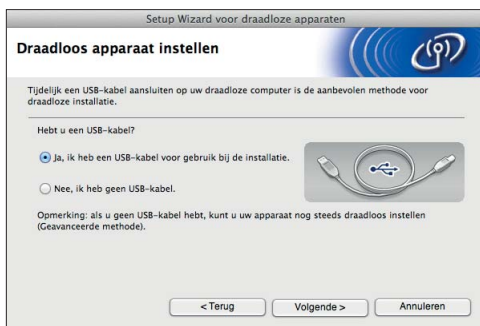 Setup Wizard voor draadloze apparaten
Draadloos apparaat instellen
Tijdelijk een USB-kabel aansluiten op uw draadloze computer is de aanbevolen methode voor
draadloze installatie.
Hebt u een USB-kabel?
Ja, ik heb een USB-kabel voor gebruik bij de installatie.
Nee, ik heb geen USB-kabel.
Opmerking: als u geen USB-kabel hebt, kunt u uw apparaat nog steeds draadloos instellen
(Geavanceerde methode).
< Terug
Volgende >
Annuleren